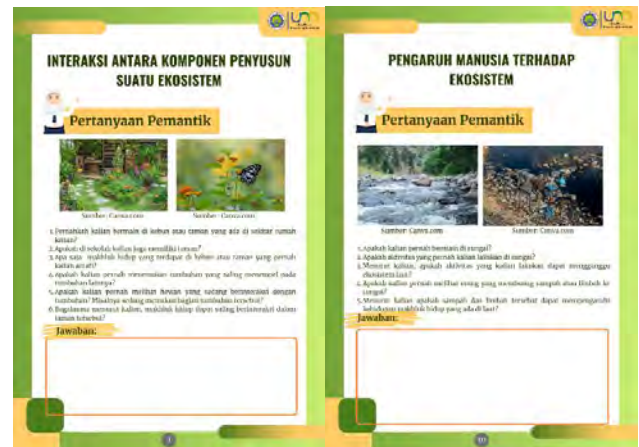 INTERAKSI ANTARA KOMPONEN PENYUSUN
SUATU EKOSISTEM
Pertanyaan Pemantik
Sumber: Canva.com
Sumber: Canva.com
1. Pernahkah kalian bermain di kebun atau taman yang ada di sekitar rumah
kalian?
2. Apakah di sekolah kalian juga memiliki taman?
3. Apa saja makhluk hidup yang terdapat di kebun atau taman yang pernah
kalian amati?
4. Apakah kalian pernah menemukan tumbuhan yang saling menempel pada
tumbuhan lainnya?
5. Apakah kalian pernah melihat hewan yang sedang berinteraksi dengan
tumbuhan? Misalnya sedang memakan bagian tumbuhan tersebut?
6. Bagaimana menurut kalian, makhluk hidup dapat saling berinteraksi dalam
taman tersebut?
Jawaban:
PENGARUH MANUSIA TERHADAP
EKOSISTEM
Pertanyaan Pemantik
Sumber: Canva.com
Sumber: Canva.com
1. Apakah kalian pernah bermain di sungai?
2. Apakah aktivitas yang pernah kalian lakukan di sungai?
3. Menurut kalian, apakah aktivitas yang kalian lakukan dapat mengganggu
4. Apakah kalian pernah melihat orang yang membuang sampah atau limbah ke
sungai?
5. Menurut kalian apakah sampah dan limbah tersebut dapat mempengaruhi
kehidupan makhluk hidup yang ada di laut?
Jawaban: